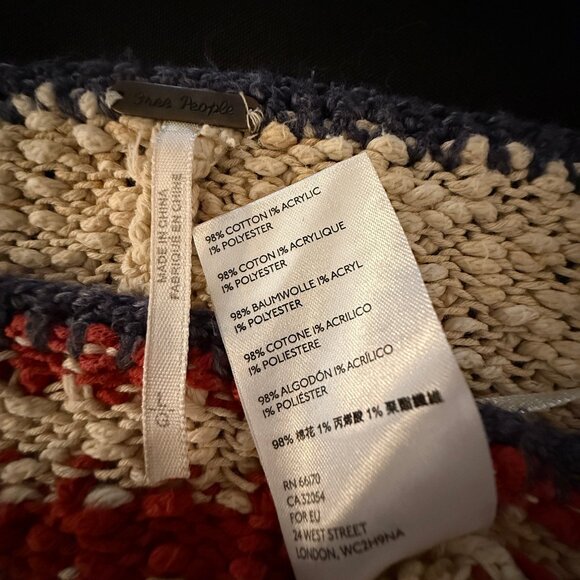 Free People
MADE IN CHINA
FABRIQUÉ EN CHINE
98% COTTON 1% ACRYLIC
1% POLYESTER
98% COTON 1% ACRYLIQUE
1% POLYESTER
98% BAUMWOLLE 1% ACRYL
1% POLYESTER
98% COTONE 1% ACRILICO
1% POLIESTERE
98% ALGODÓN 1% ACRÍLICO
1% POLIÉSTER
98% 棉花 1% 丙烯酸 1% 聚酯纖維
RN 66170
CA 32054
FOR EU
24 WEST STREET
LONDON, WC2H9NA